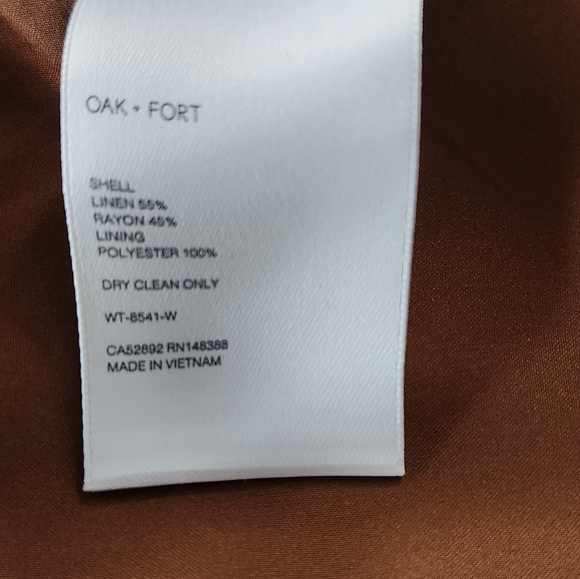 OAK + FORT
SHELL
LINEN 55%
RAYON 45%
LINING
POLYESTER 100%
DRY CLEAN ONLY
WT-8541-W
CA52892 RN148388
MADE IN VIETNAM